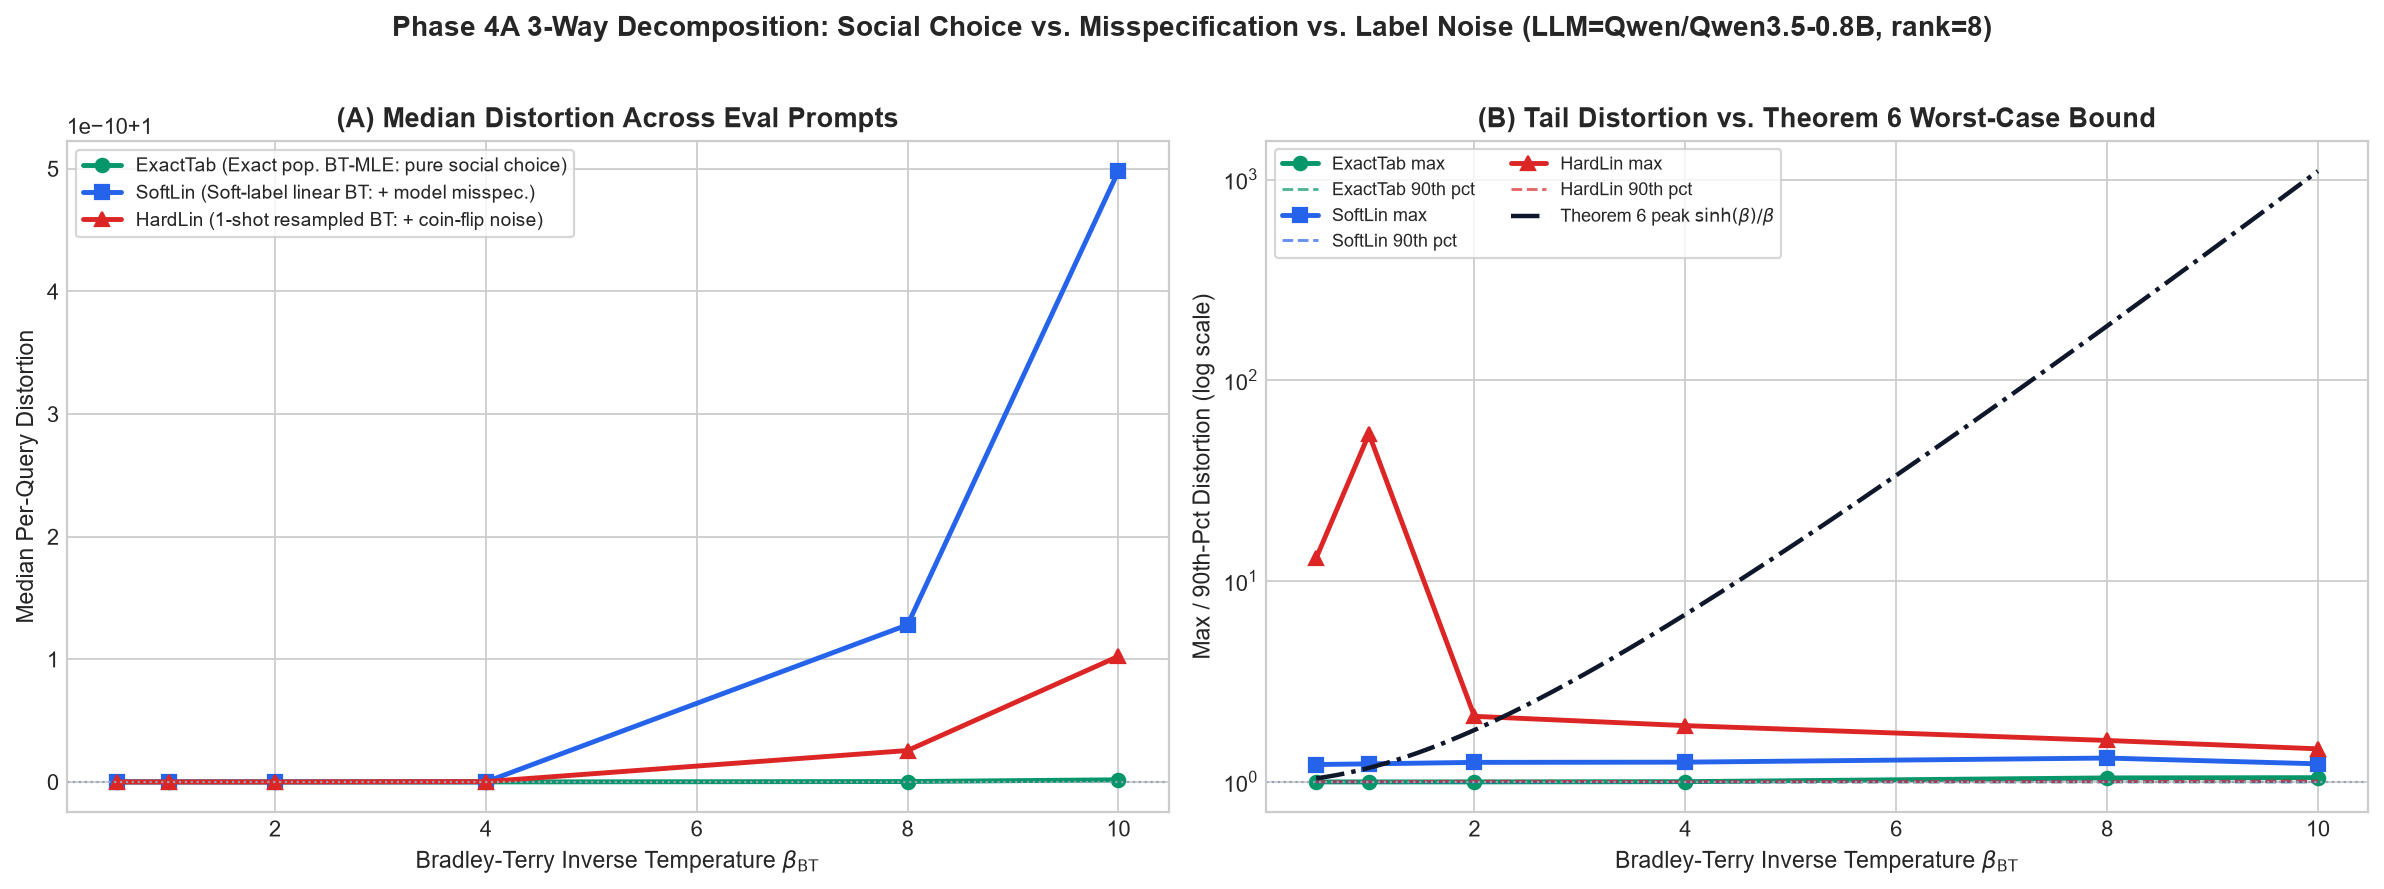 Phase 4A 3-Way Decomposition: Social Choice vs. Misspecification vs. Label Noise (LLM=Qwen/Qwen3.5-0.8B, rank=8)
(A) Median Distortion Across Eval Prompts
1e−10+1
ExactTab (Exact pop. BT-MLE: pure social choice)
SoftLin (Soft-label linear BT: + model misspec.)
HardLin (1-shot resampled BT: + coin-flip noise)
Median Per-Query Distortion
5
4
3
2
1
0
2 4 6 8 10
Bradley-Terry Inverse Temperature β_BT
(B) Tail Distortion vs. Theorem 6 Worst-Case Bound
ExactTab max
ExactTab 90th pct
SoftLin max
SoftLin 90th pct
HardLin max
HardLin 90th pct
Theorem 6 peak sinh(β)/β
Max / 90th-Pct Distortion (log scale)
10³
10²
10¹
10⁰
2 4 6 8 10
Bradley-Terry Inverse Temperature β_BT